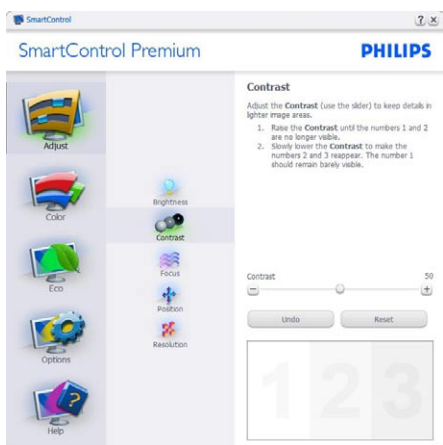 SmartControl
? x
SmartControl Premium
PHILIPS
Adjust
Color
Eco
Options
Help
Brightness
Contrast
Focus
Position
Resolution
Contrast
Adjust the Contrast (use the slider) to keep details in
lighter image areas.
1. Raise the Contrast until the numbers 1 and 2
are no longer visible.
2. Slowly lower the Contrast to make the
numbers 2 and 3 reappear. The number 1
should remain barely visible.
Contrast 50
Undo Reset
1 2 3